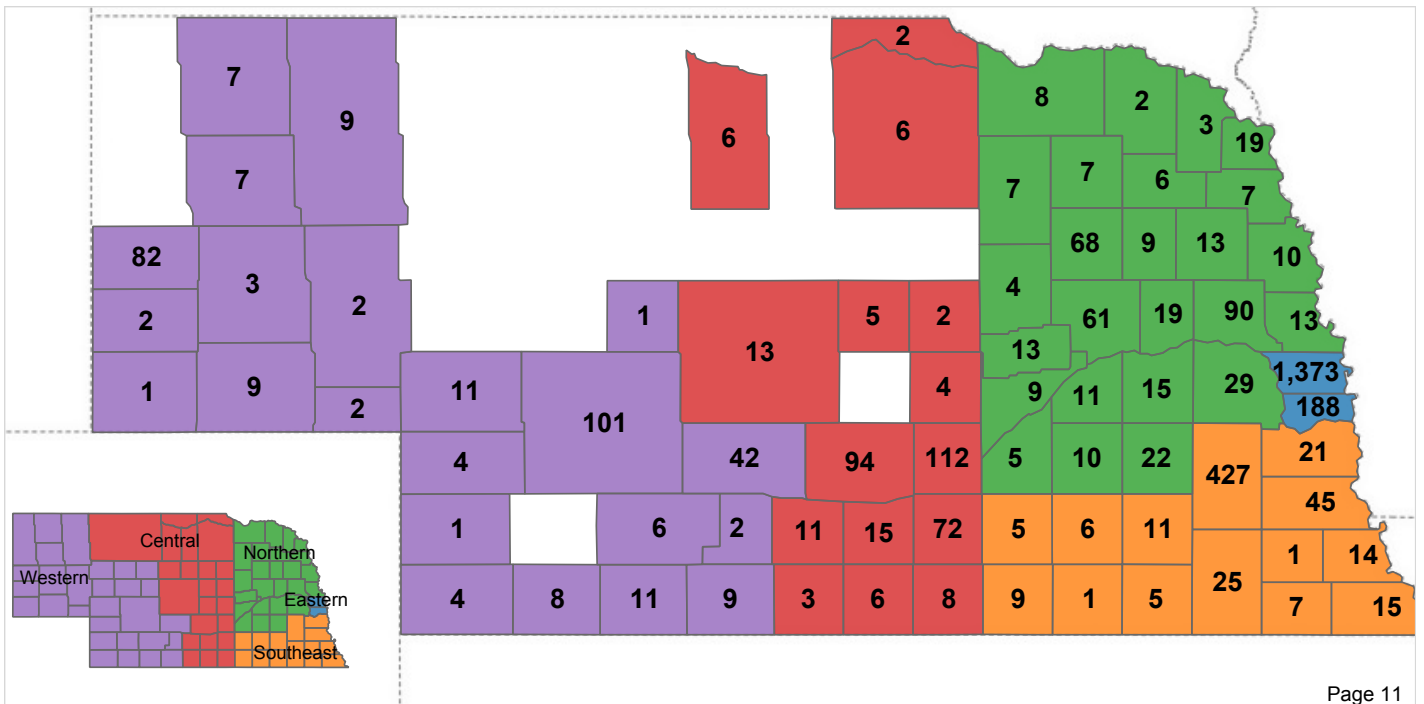 2
7 9 6 6 8 2 3 19
7 7 7 6 7
82 3 2 68 9 13 10
2 1 13 5 2 4 61 19 90 13
1 9 2 11 101 4 13 9 11 15 29 1,373
188
4 42 94 112 5 10 22 427 21
45
1 6 2 11 15 72 5 6 11 1 14
4 8 11 9 3 6 8 9 1 5 25 7 15
Central
Northern
Western
Eastern
Southeast
Page 11